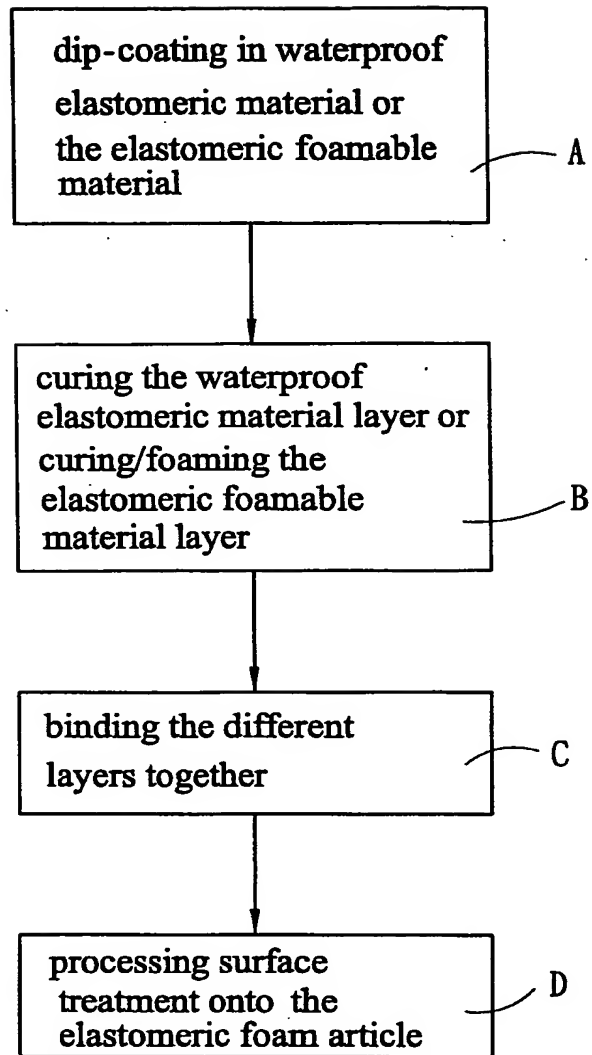 dip-coating in waterproof
elastomeric material or
the elastomeric foamable
material
A
curing the waterproof
elastomeric material layer or
curing/foaming the
elastomeric foamable
material layer
B
binding the different
layers together
C
processing surface
treatment onto the
elastomeric foam article
D